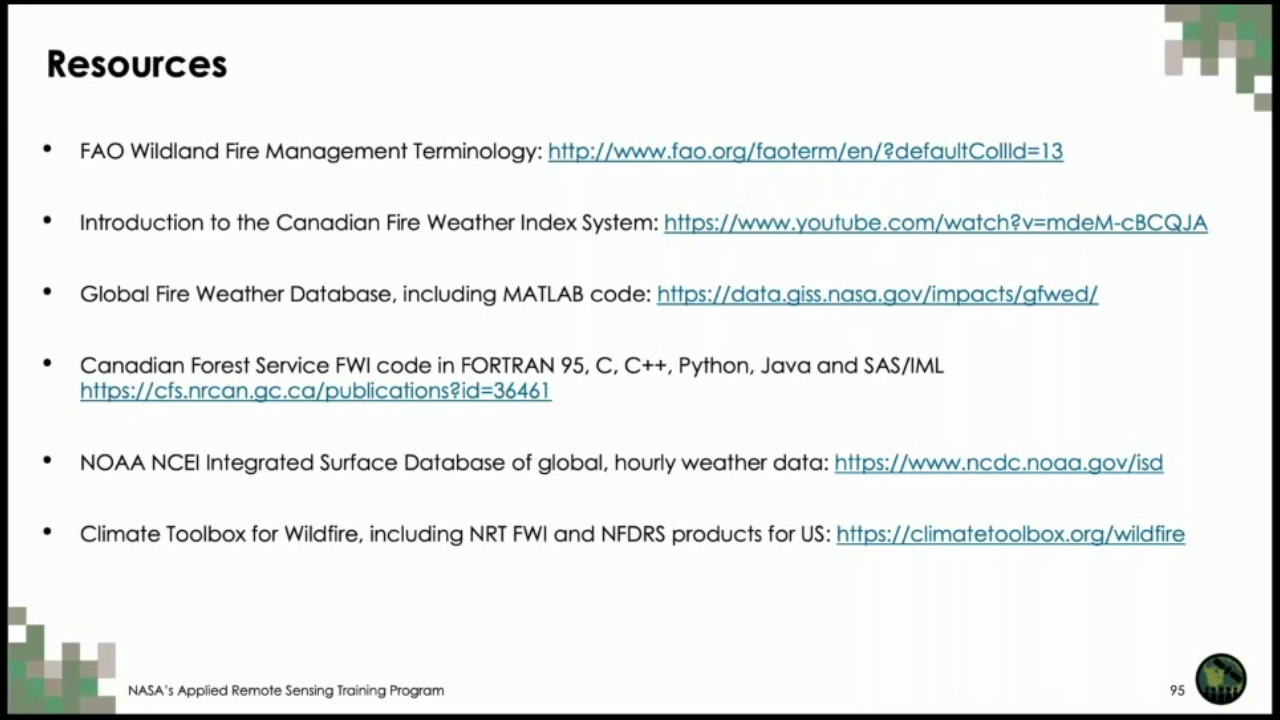 Resources
• FAO Wildland Fire Management Terminology: http://www.fao.org/faoterm/en/?defaultCollId=13
• Introduction to the Canadian Fire Weather Index System: https://www.youtube.com/watch?v=mdeM-cBCQJA
• Global Fire Weather Database, including MATLAB code: https://data.giss.nasa.gov/impacts/gfwed/
• Canadian Forest Service FWI code in FORTRAN 95, C, C++, Python, Java and SAS/IML
https://cfs.nrcan.gc.ca/publications?id=36461
• NOAA NCEI Integrated Surface Database of global, hourly weather data: https://www.ncdc.noaa.gov/isd
• Climate Toolbox for Wildfire, including NRT FWI and NFDRS products for US: https://climatetoolbox.org/wildfire
NASA's Applied Remote Sensing Training Program
95